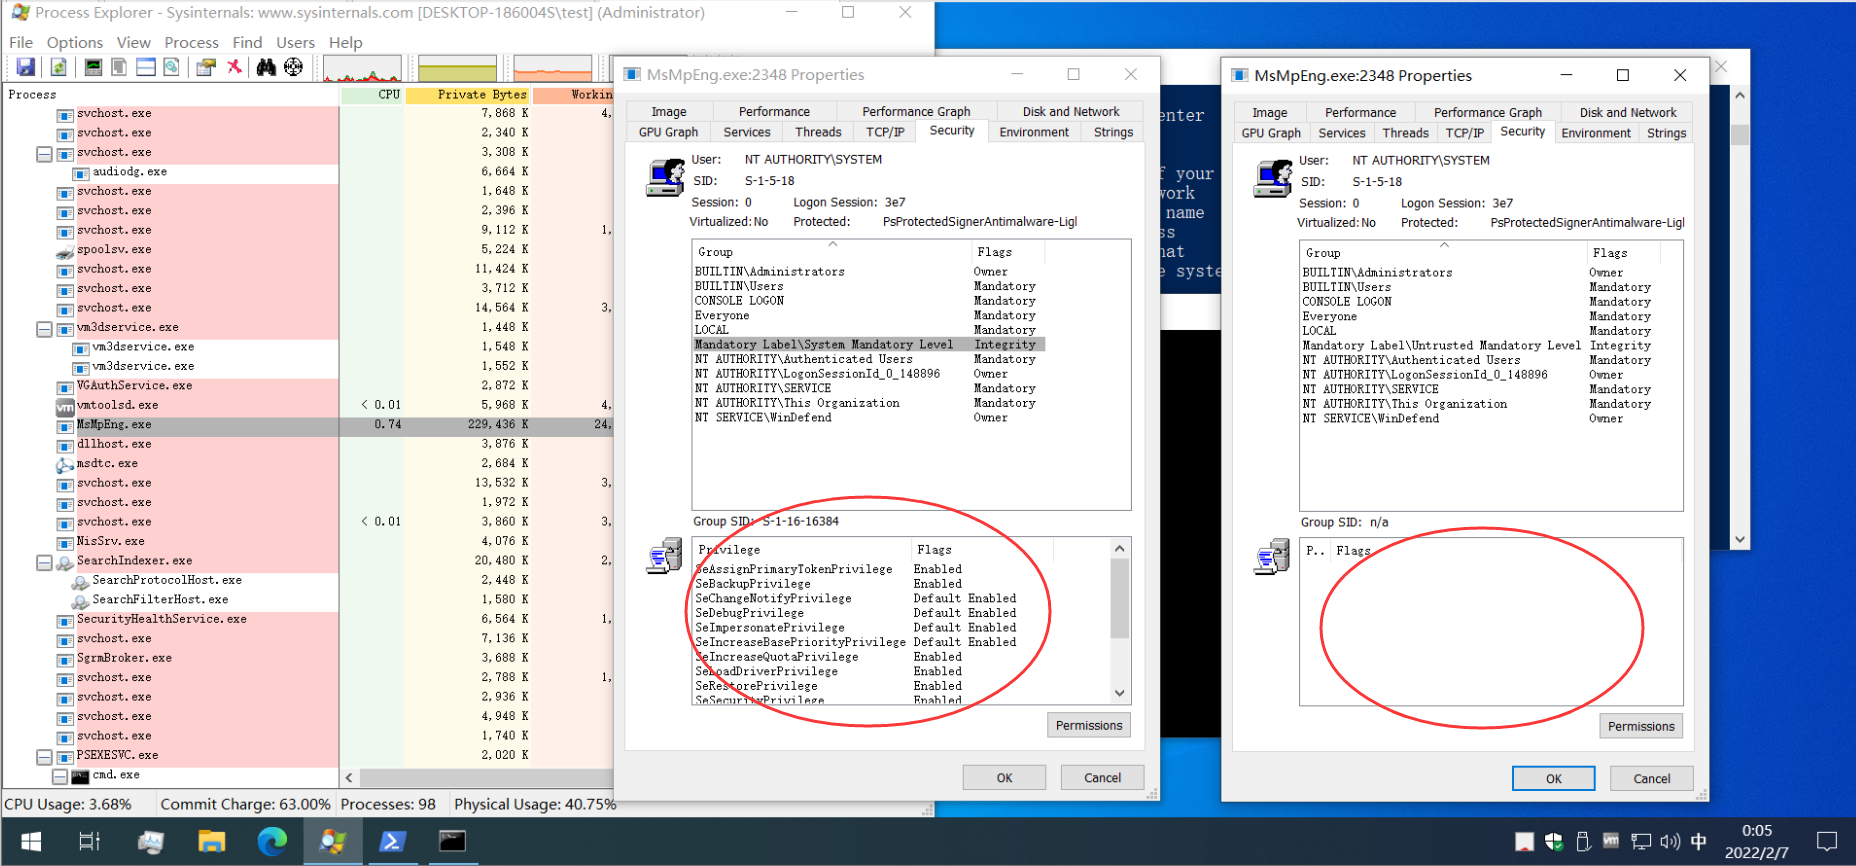 Process Explorer - Sysinternals: www.sysinternals.com [DESKTOP-186004S\test] (Administrator)
File Options View Process Find Users Help
Process CPU Private Bytes Workin
svchost.exe 7,868 K 4,
svchost.exe 2,340 K
svchost.exe 3,308 K
audiodg.exe 6,664 K
svchost.exe 1,648 K
svchost.exe 2,396 K
svchost.exe 9,112 K 1,
spoolsv.exe 5,224 K
svchost.exe 11,424 K
svchost.exe 3,712 K
svchost.exe 14,564 K 3,
vm3dservice.exe 1,448 K
vm3dservice.exe 1,548 K
vm3dservice.exe 1,552 K
VGAuthService.exe 2,872 K
vmtoolsd.exe < 0.01 5,968 K 4,
MsMpEng.exe 0.74 229,436 K 24,
dllhost.exe 3,876 K
msdtc.exe 2,684 K
svchost.exe 13,532 K 3,
svchost.exe 1,972 K
svchost.exe < 0.01 3,860 K 3,
NisSrv.exe 4,076 K
SearchIndexer.exe 20,480 K 2,
SearchProtocolHost.exe 2,448 K
SearchFilterHost.exe 1,580 K
SecurityHealthService.exe 6,564 K 1,
svchost.exe 7,136 K
SgrmBroker.exe 3,688 K
svchost.exe 2,788 K 1,
svchost.exe 2,936 K
svchost.exe 4,948 K
svchost.exe 1,740 K
PSEXESVC.exe 2,020 K
cmd.exe
CPU Usage: 3.68% Commit Charge: 63.00% Processes: 98 Physical Usage: 40.75%
MsMpEng.exe:2348 Properties
Image Performance Performance Graph Disk and Network
GPU Graph Services Threads TCP/IP Security Environment Strings
User: NT AUTHORITY\SYSTEM
SID: S-1-5-18
Session: 0 Logon Session: 3e7
Virtualized: No Protected: PsProtectedSignerAntimalware-Ligl
Group Flags
BUILTIN\Administrators Owner
BUILTIN\Users Mandatory
CONSOLE LOGON Mandatory
Everyone Mandatory
LOCAL Mandatory
Mandatory Label\System Mandatory Level Integrity
NT AUTHORITY\Authenticated Users Mandatory
NT AUTHORITY\LogonSessionId_0_148896 Owner
NT AUTHORITY\SERVICE Mandatory
NT AUTHORITY\This Organization Mandatory
NT SERVICE\WinDefend Owner
Group SID: S-1-16-16384
Privilege Flags
SeAssignPrimaryTokenPrivilege Enabled
SeBackupPrivilege Enabled
SeChangeNotifyPrivilege Default Enabled
SeDebugPrivilege Default Enabled
SeImpersonatePrivilege Default Enabled
SeIncreaseBasePriorityPrivilege Default Enabled
SeIncreaseQuotaPrivilege Enabled
SeLoadDriverPrivilege Enabled
SeRestorePrivilege Enabled
SeSecurityPrivilege Enabled
Permissions
OK Cancel
enter
f your
work
name
ss
hat
e syste
MsMpEng.exe:2348 Properties
Image Performance Performance Graph Disk and Network
GPU Graph Services Threads TCP/IP Security Environment Strings
User: NT AUTHORITY\SYSTEM
SID: S-1-5-18
Session: 0 Logon Session: 3e7
Virtualized: No Protected: PsProtectedSignerAntimalware-Ligl
Group Flags
BUILTIN\Administrators Owner
BUILTIN\Users Mandatory
CONSOLE LOGON Mandatory
Everyone Mandatory
LOCAL Mandatory
Mandatory Label\Untrusted Mandatory Level Integrity
NT AUTHORITY\Authenticated Users Mandatory
NT AUTHORITY\LogonSessionId_0_148896 Owner
NT AUTHORITY\SERVICE Mandatory
NT AUTHORITY\This Organization Mandatory
NT SERVICE\WinDefend Owner
Group SID: n/a
P.. Flags
Permissions
OK Cancel
vm 中 0:05
2022/2/7